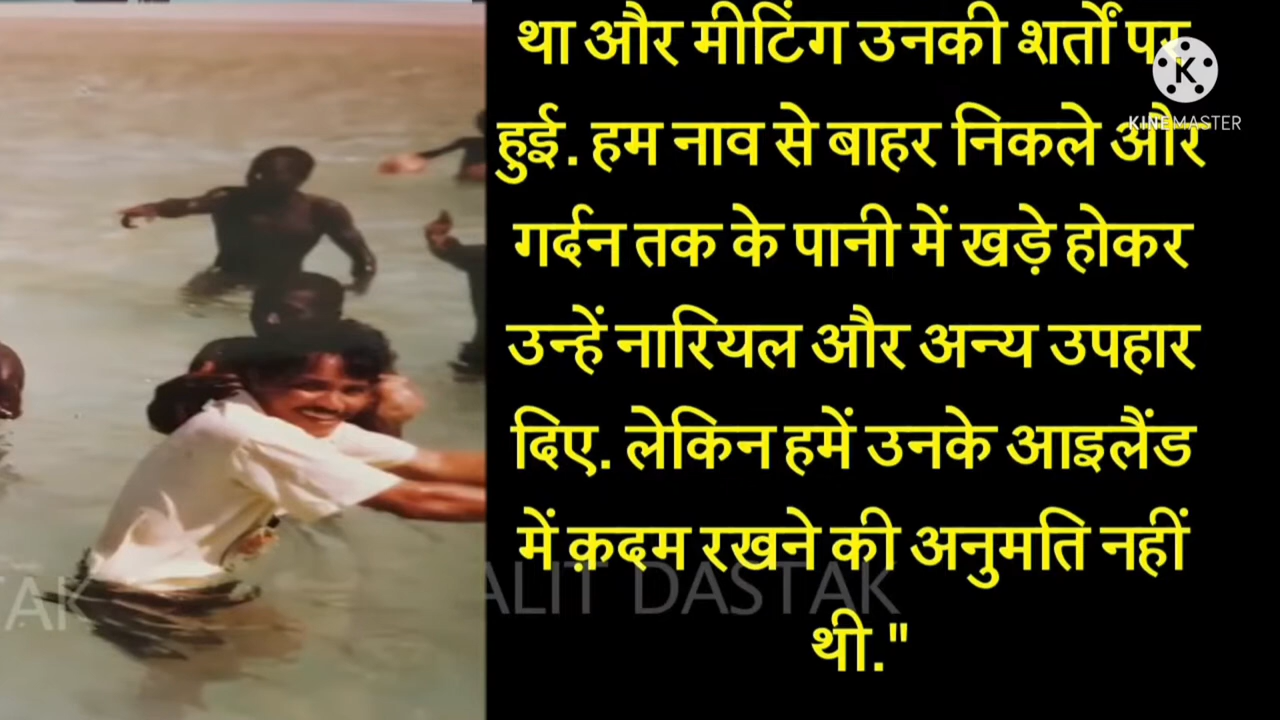 था और मीटिंग उनकी शर्तों पर
हुई. हम नाव से बाहर निकले और
गर्दन तक के पानी में खड़े होकर
उन्हें नारियल और अन्य उपहार
दिए. लेकिन हमें उनके आइलैंड
में क़दम रखने की अनुमति नहीं
थी."
K
KINEMASTER
TAK
ALIT DASTAK